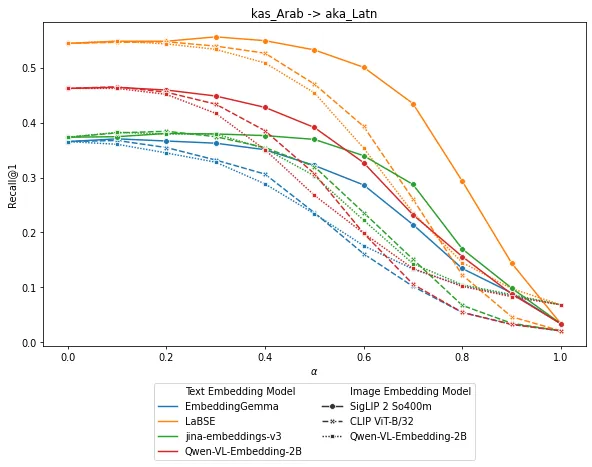 kas_Arab -> aka_Latn
Recall@1
0.5
0.4
0.3
0.2
0.1
0.0
0.0 0.2 0.4 0.6 0.8 1.0
α
Text Embedding Model
EmbeddingGemma
LaBSE
jina-embeddings-v3
Qwen-VL-Embedding-2B
Image Embedding Model
SigLIP 2 So400m
CLIP ViT-B/32
Qwen-VL-Embedding-2B